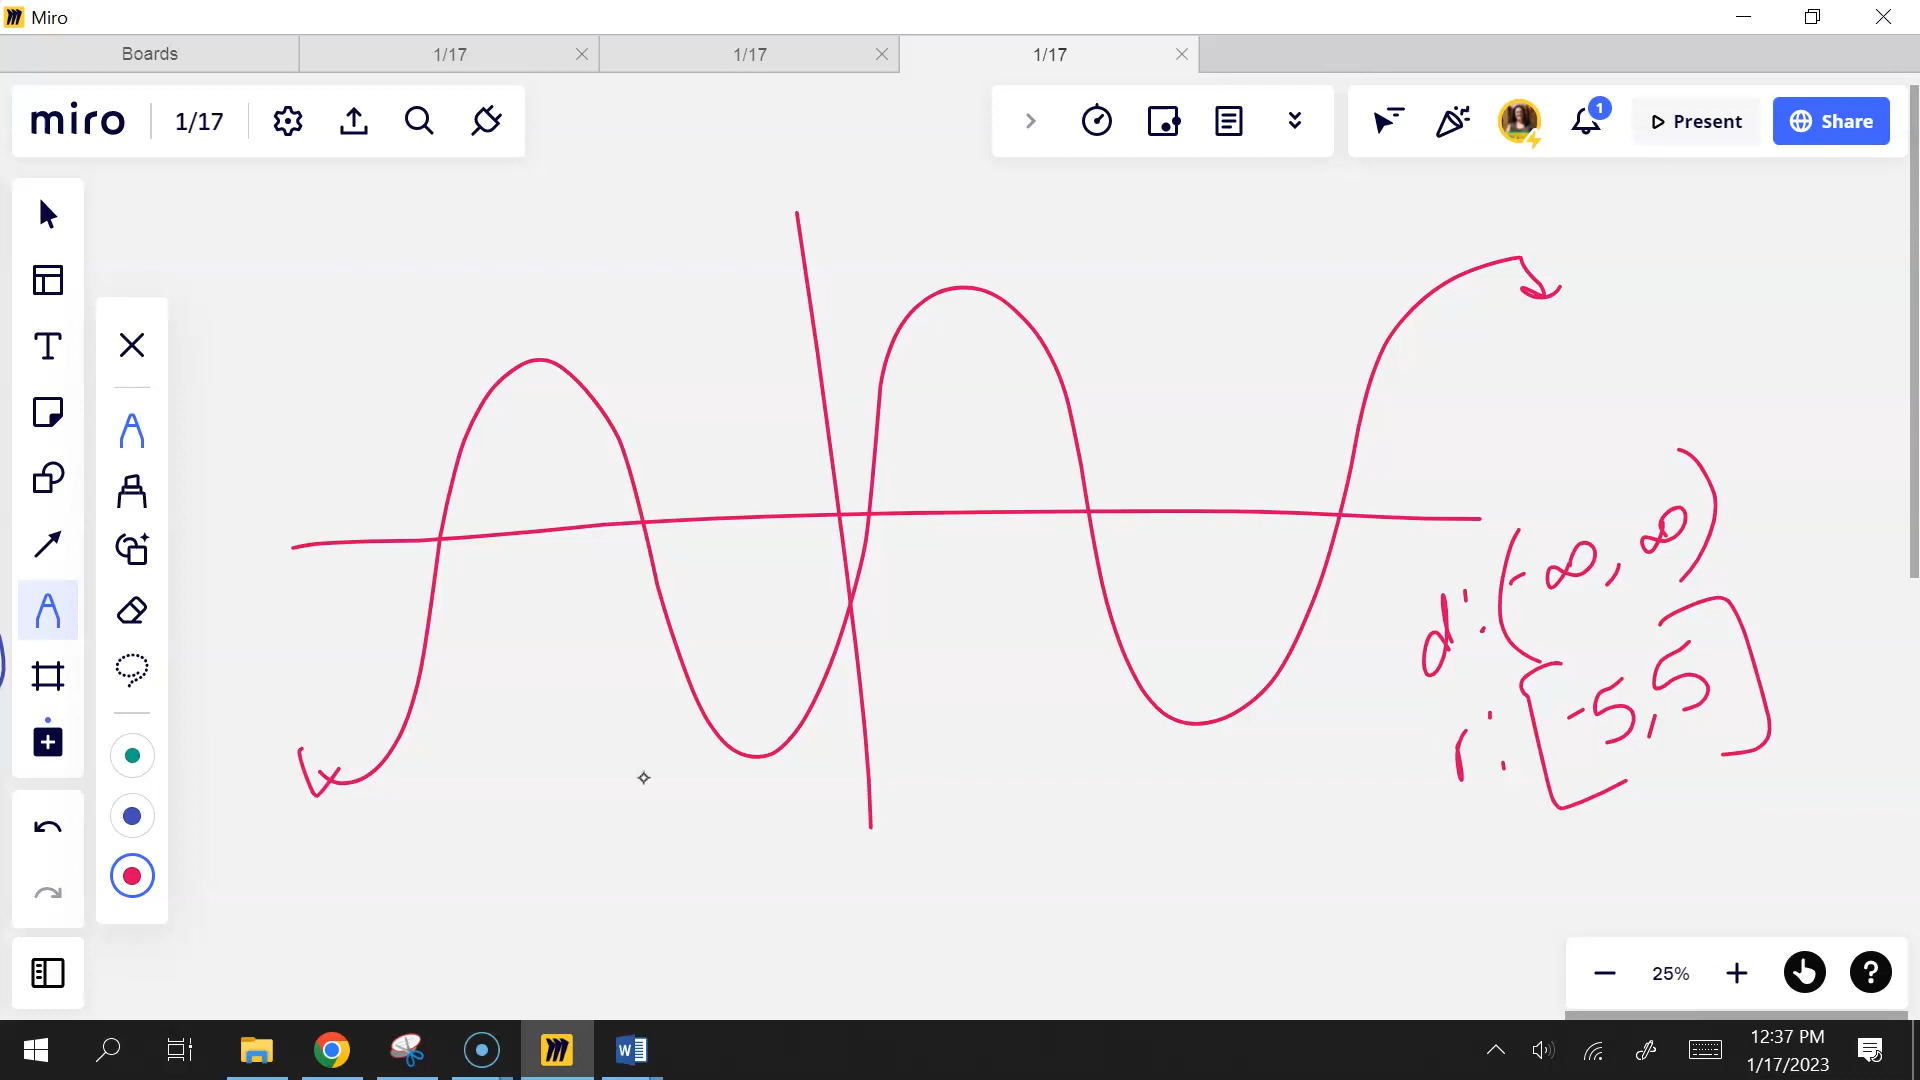 Miro
Boards 1/17 1/17 1/17
miro 1/17 1 Present Share
d: (-∞, ∞)
r: [-5, 5]
25% ?
12:37 PM
1/17/2023